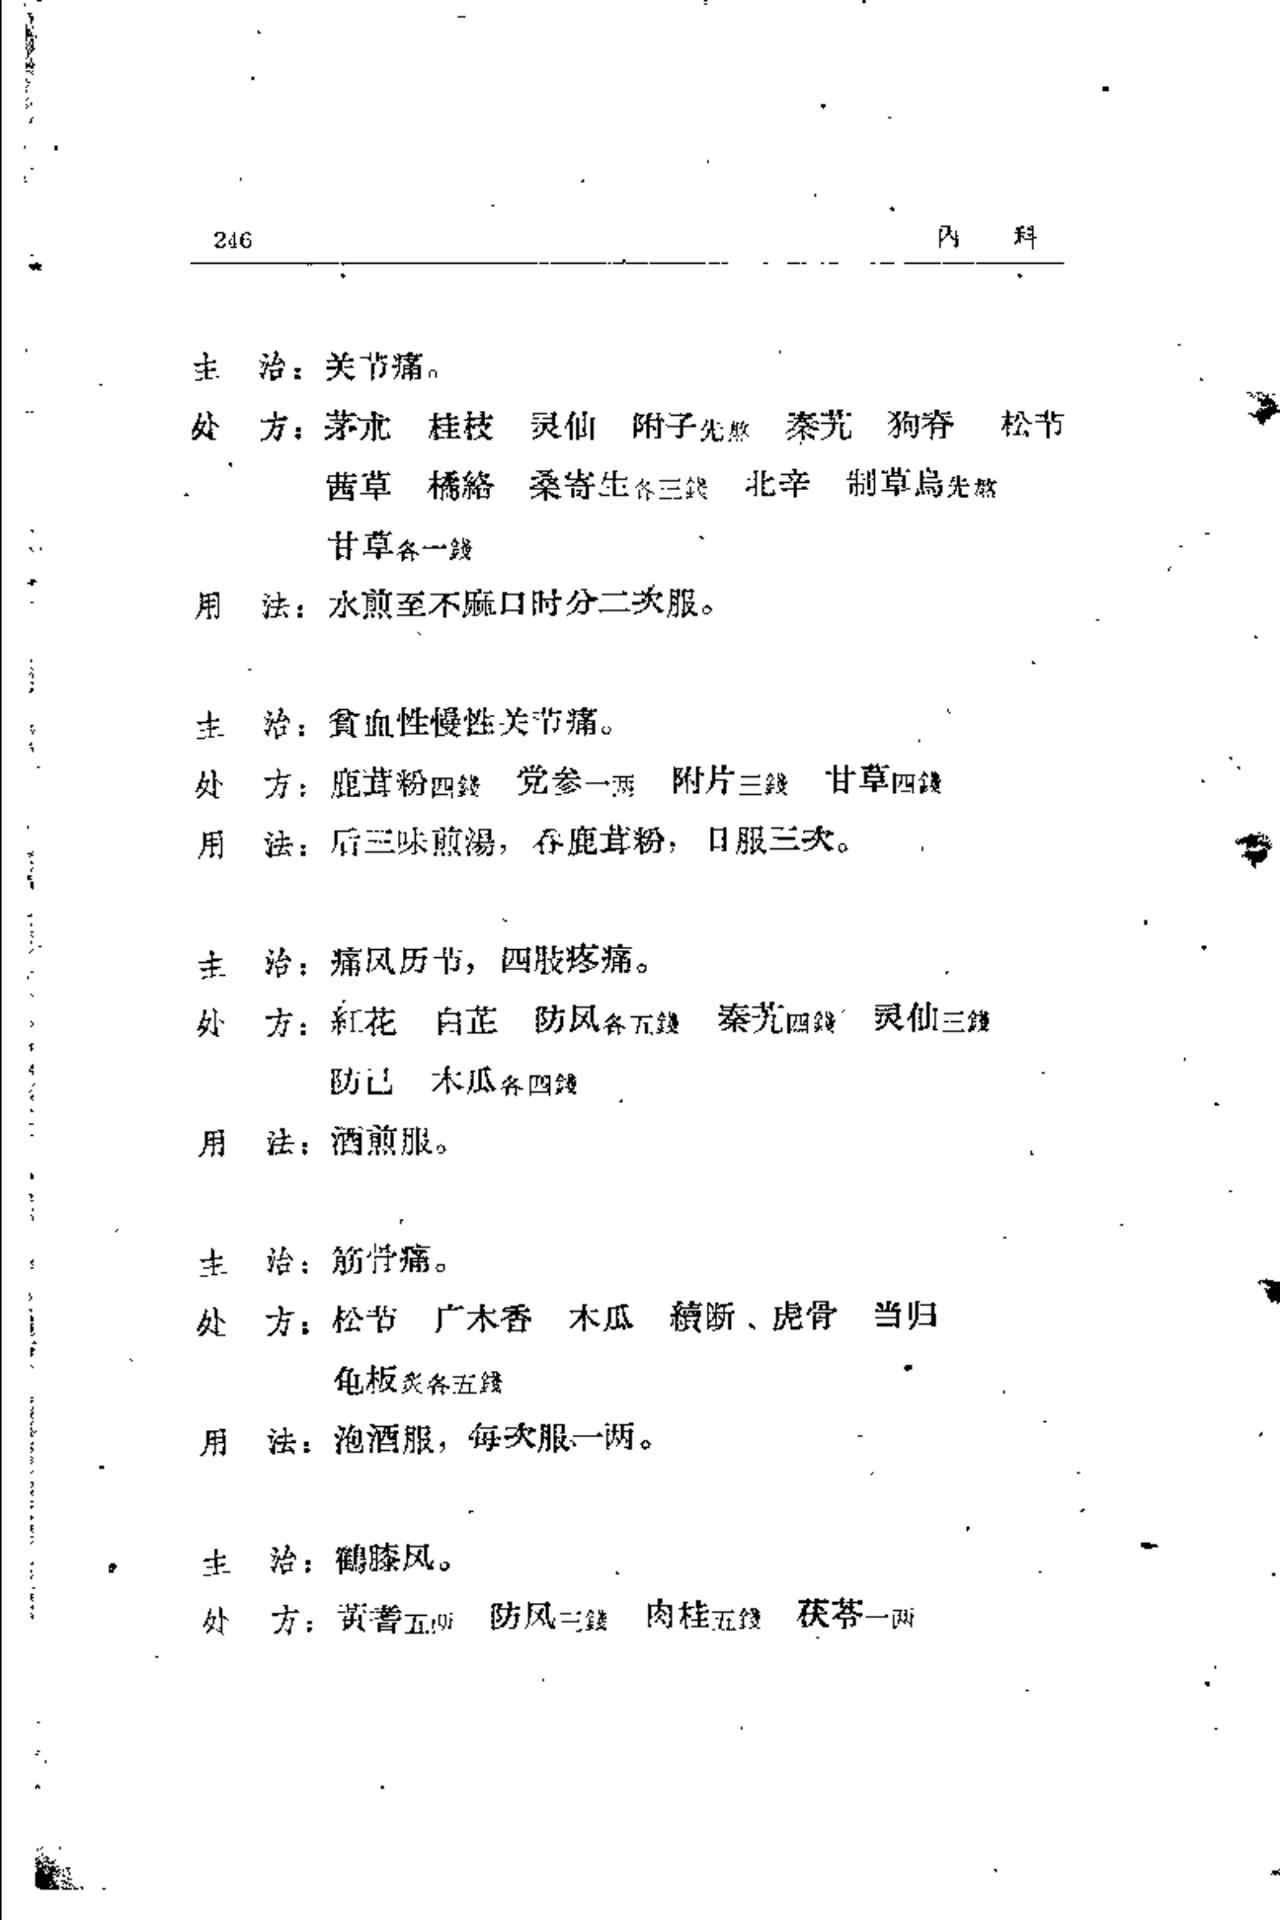 246 內 科
主 治：关节痛。
处 方：茅朮 桂枝 灵仙 附子先熬 秦艽 狗脊 松节
茜草 橘絡 桑寄生各三錢 北辛 制草烏先熬
甘草各一錢
用 法：水煎至不麻口时分二次服。
主 治：貧血性慢性关节痛。
处 方：鹿茸粉四錢 党参一两 附片三錢 甘草四錢
用 法：后三味煎湯，吞鹿茸粉，日服三次。
主 治：痛风历节，四肢疼痛。
处 方：紅花 白芷 防风各五錢 秦艽四錢 灵仙三錢
防己 木瓜各四錢
用 法：酒煎服。
主 治：筋骨痛。
处 方：松节 广木香 木瓜 續断、虎骨 当归
龟板炙各五錢
用 法：泡酒服，每次服一两。
主 治：鶴膝风。
处 方：黃耆五两 防风三錢 肉桂五錢 茯苓一两